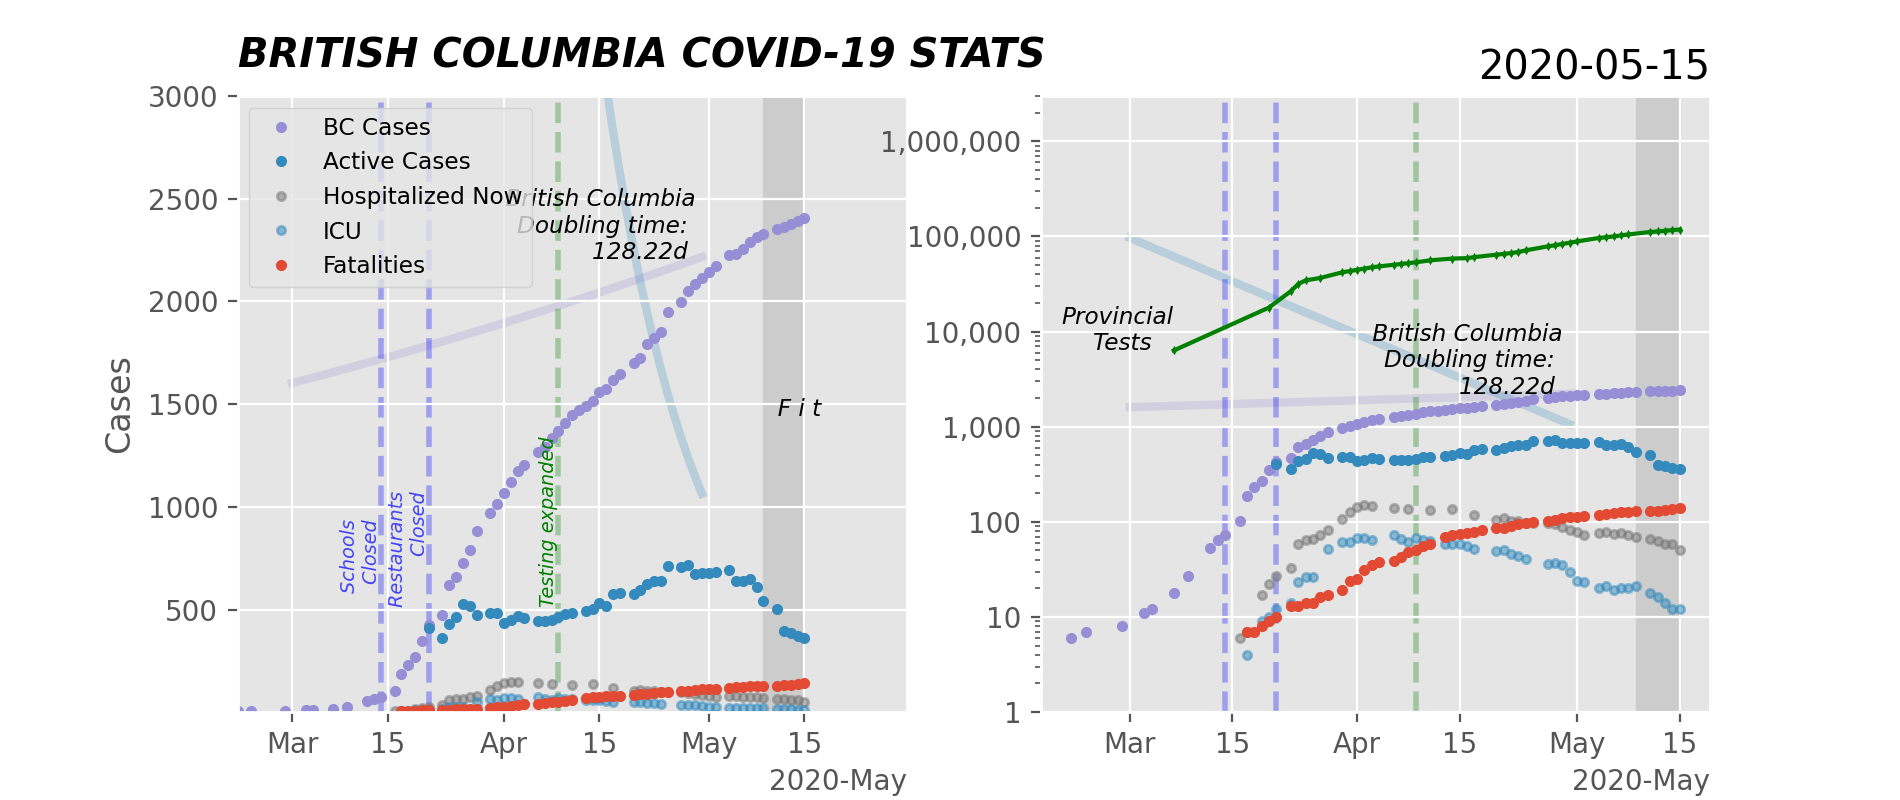 BRITISH COLUMBIA COVID-19 STATS
2020-05-15
3000
2500
2000
1500
1000
500
Cases
BC Cases
Active Cases
Hospitalized Now
ICU
Fatalities
British Columbia
Doubling time:
128.22d
F i t
Schools
Closed
Restaurants
Closed
Testing expanded
Mar
15
Apr
15
May
15
2020-May
1,000,000
100,000
10,000
1,000
100
10
1
Provincial
Tests
British Columbia
Doubling time:
128.22d
Mar
15
Apr
15
May
15
2020-May